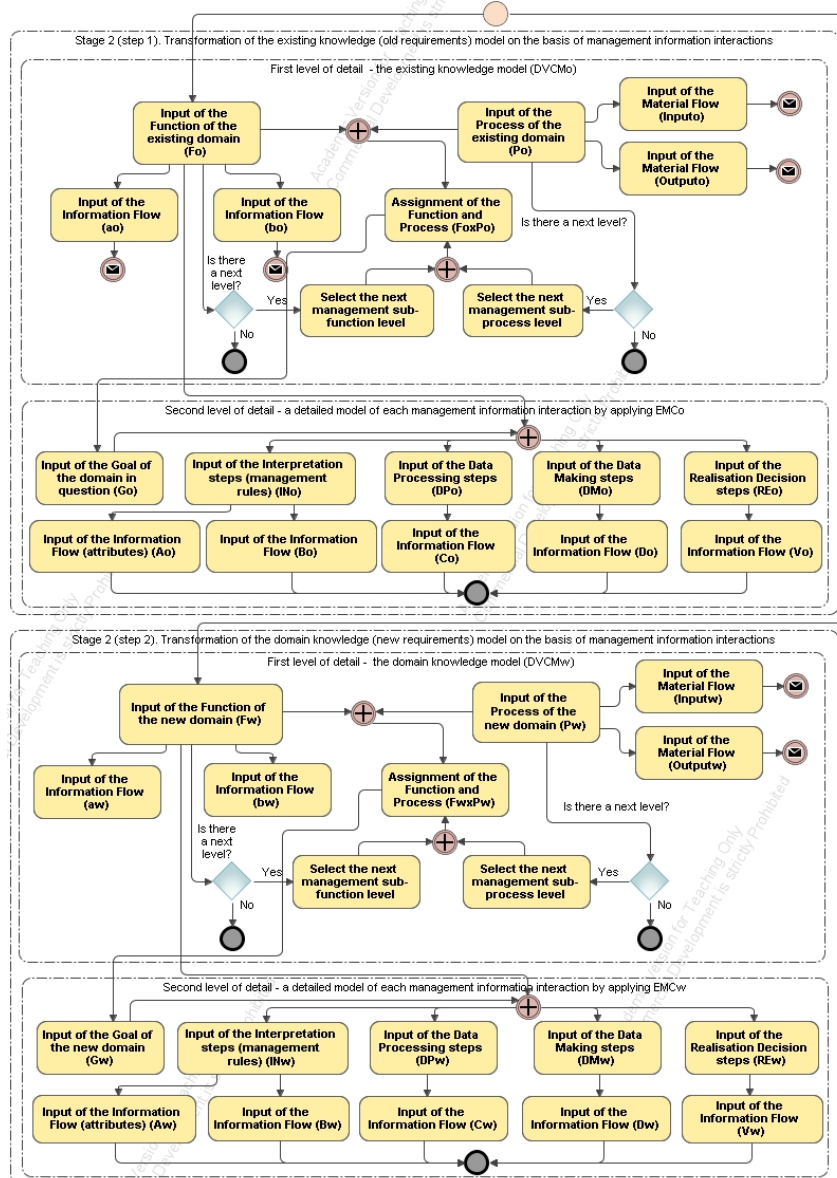 Stage 2 (step 1). Transformation of the existing knowledge (old requirements) model on the basis of management information interactions
First level of detail - the existing knowledge model (DVCMo)
Input of the
Function of the
existing domain
(Fo)
Input of the
Process of the
existing domain
(Po)
Input of the
Material Flow
(Inputo)
Input of the
Material Flow
(Outputo)
Input of the
Information Flow
(ao)
Input of the
Information Flow
(bo)
Assignment of the
Function and
Process (FoxPo)
Is there a next level?
Is there
a next
level?
Yes
Select the next
management sub-
function level
Select the next
management sub-
process level
Yes
No
No
Second level of detail - a detailed model of each management information interaction by applying EMCo
Input of the Goal of
the domain in
question (Go)
Input of the Interpretation
steps (management
rules) (INo)
Input of the Data
Processing steps
(DPo)
Input of the Data
Making steps
(DMo)
Input of the
Realisation Decision
steps (REo)
Input of the Information
Flow (attributes) (Ao)
Input of the Information
Flow (Bo)
Input of the
Information Flow
(Co)
Input of the
Information Flow (Do)
Input of the
Information Flow (Vo)
Stage 2 (step 2). Transformation of the domain knowledge (new requirements) model on the basis of management information interactions
First level of detail - the domain knowledge model (DVCMw)
Input of the Function of
the new domain (Fw)
Input of the
Process of the
new domain (Pw)
Input of the
Material Flow
(Inputw)
Input of the
Material Flow
(Outputw)
Input of the
Information Flow
(aw)
Input of the
Information Flow
(bw)
Assignment of the
Function and
Process (FwxPw)
Is there a next level?
Is there
a next
level?
Yes
Select the next
management sub-
function level
Select the next
management sub-
process level
Yes
No
No
Second level of detail - a detailed model of each management information interaction by applying EMCw
Input of the Goal of
the new domain
(Gw)
Input of the Interpretation
steps (management
rules) (INw)
Input of the Data
Processing steps
(DPw)
Input of the Data
Making steps
(DMw)
Input of the
Realisation Decision
steps (REw)
Input of the Information
Flow (attributes) (Aw)
Input of the
Information Flow (Bw)
Input of the
Information Flow (Cw)
Input of the
Information Flow (Dw)
Input of the
Information Flow
(Vw)